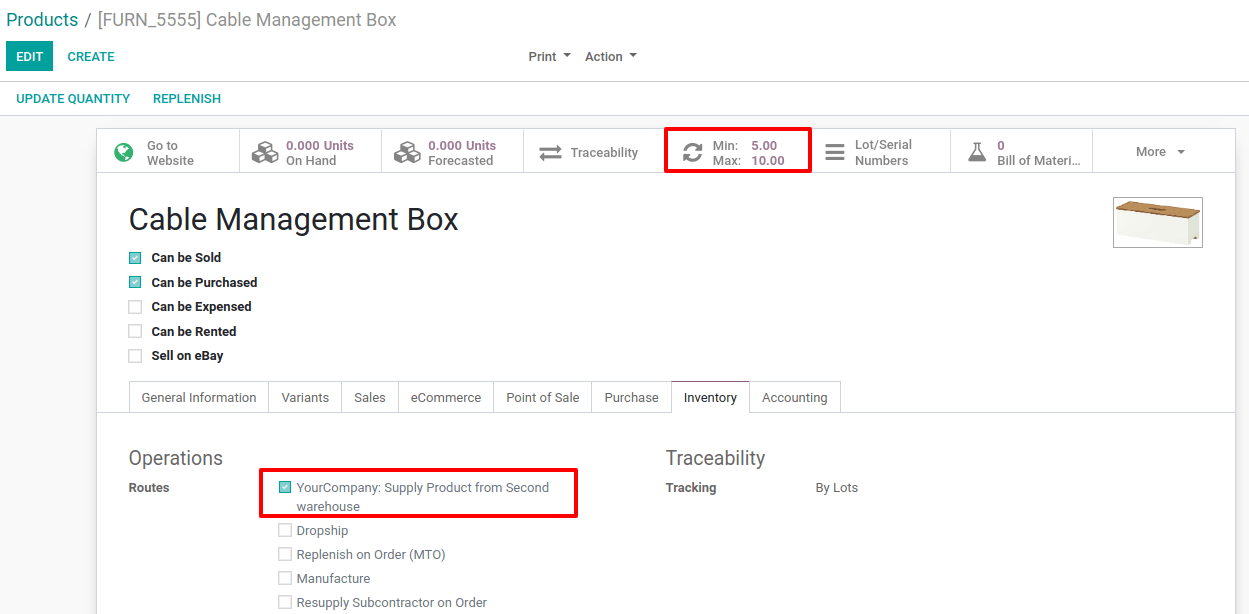 Products / [FURN_5555] Cable Management Box
EDIT CREATE Print Action
UPDATE QUANTITY REPLENISH
Go to
Website
0.000 Units
On Hand
0.000 Units
Forecasted
Traceability
Min: 5.00
Max: 10.00
Lot/Serial
Numbers
0
Bill of Materi...
More
Cable Management Box
Can be Sold
Can be Purchased
Can be Expensed
Can be Rented
Sell on eBay
General Information Variants Sales eCommerce Point of Sale Purchase Inventory Accounting
Operations
Routes
YourCompany: Supply Product from Second
warehouse
Dropship
Replenish on Order (MTO)
Manufacture
Resupply Subcontractor on Order
Traceability
Tracking By Lots